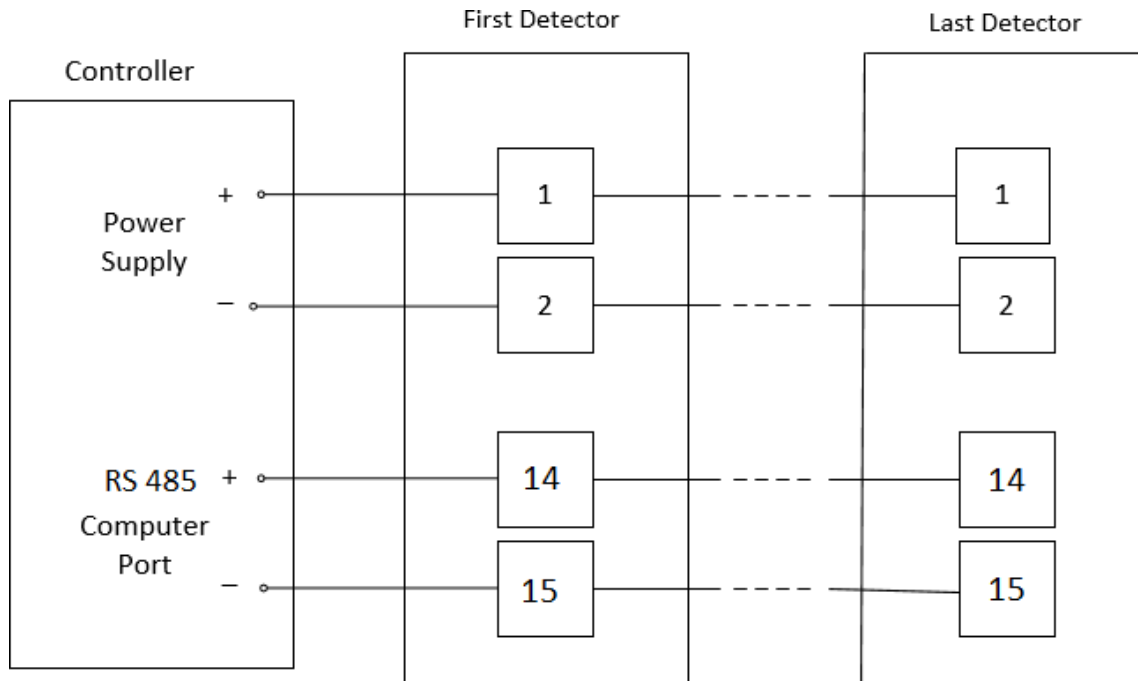 First Detector
Last Detector
Controller
+
1
1
Power
Supply
−
2
2
RS 485
+
14
14
Computer
Port
−
15
15